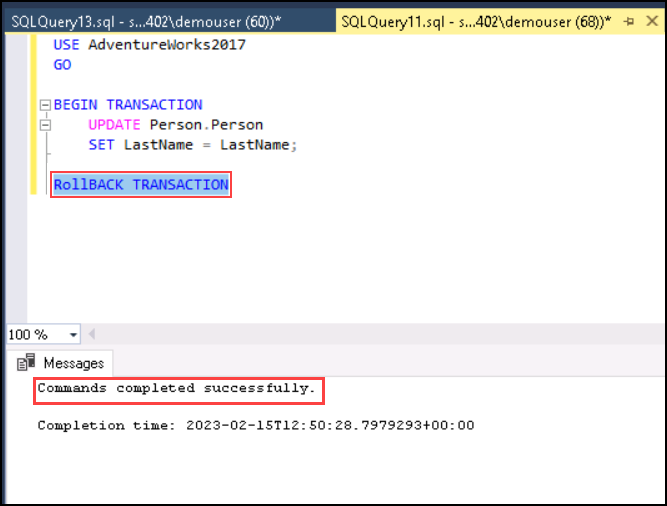 SQLQuery13.sql - s...402\demouser (60))*
SQLQuery11.sql - s...402\demouser (68))*
USE AdventureWorks2017
GO
BEGIN TRANSACTION
UPDATE Person.Person
SET LastName = LastName;
RollBACK TRANSACTION
100 %
Messages
Commands completed successfully.
Completion time: 2023-02-15T12:50:28.7979293+00:00